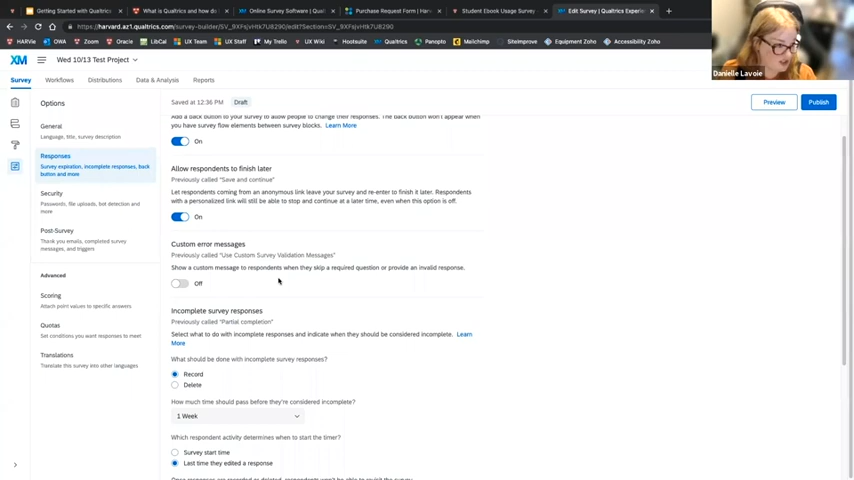 Getting Started with Qualtrics
What is Qualtrics and how do
Online Survey Software | Qual
Purchase Request Form | Harv
Student Ebook Usage Survey
Edit Survey | Qualtrics Experie
https://harvard.az1.qualtrics.com/survey-builder/SV_9XFsjvHtk7U8290/edit?Section=SV_9XFsjvHtk7U8290
HARVie
OWA
Zoom
Oracle
LibCal
UX Team
UX Staff
My Trello
UX Wiki
Hootsuite
Qualtrics
Panopto
Mailchimp
SiteImprove
Equipment Zoho
Accessibility Zoho
Danielle Lavoie
XM
Wed 10/13 Test Project
Survey
Workflows
Distributions
Data & Analysis
Reports
Options
Saved at 12:36 PM
Draft
Preview
Publish
General
Language, title, survey description
Responses
Survey expiration, incomplete responses, back
button and more
Security
Passwords, file uploads, bot detection and
more
Post-Survey
Thank you emails, completed survey
messages, and triggers
Advanced
Scoring
Attach point values to specific answers
Quotas
Set conditions you want responses to meet
Translations
Translate this survey into other languages
Add a back button to your survey to allow people to change their responses. The back button won't appear when
you have survey flow elements between survey blocks. Learn More
On
Allow respondents to finish later
Previously called "Save and continue"
Let respondents coming from an anonymous link leave your survey and re-enter to finish it later. Respondents
with a personalized link will still be able to stop and continue at a later time, even when this option is off.
On
Custom error messages
Previously called "Use Custom Survey Validation Messages"
Show a custom message to respondents when they skip a required question or provide an invalid response.
Off
Incomplete survey responses
Previously called "Partial completion"
Select what to do with incomplete responses and indicate when they should be considered incomplete. Learn
More
What should be done with incomplete survey responses?
Record
Delete
How much time should pass before they're considered incomplete?
1 Week
Which respondent activity determines when to start the timer?
Survey start time
Last time they edited a response